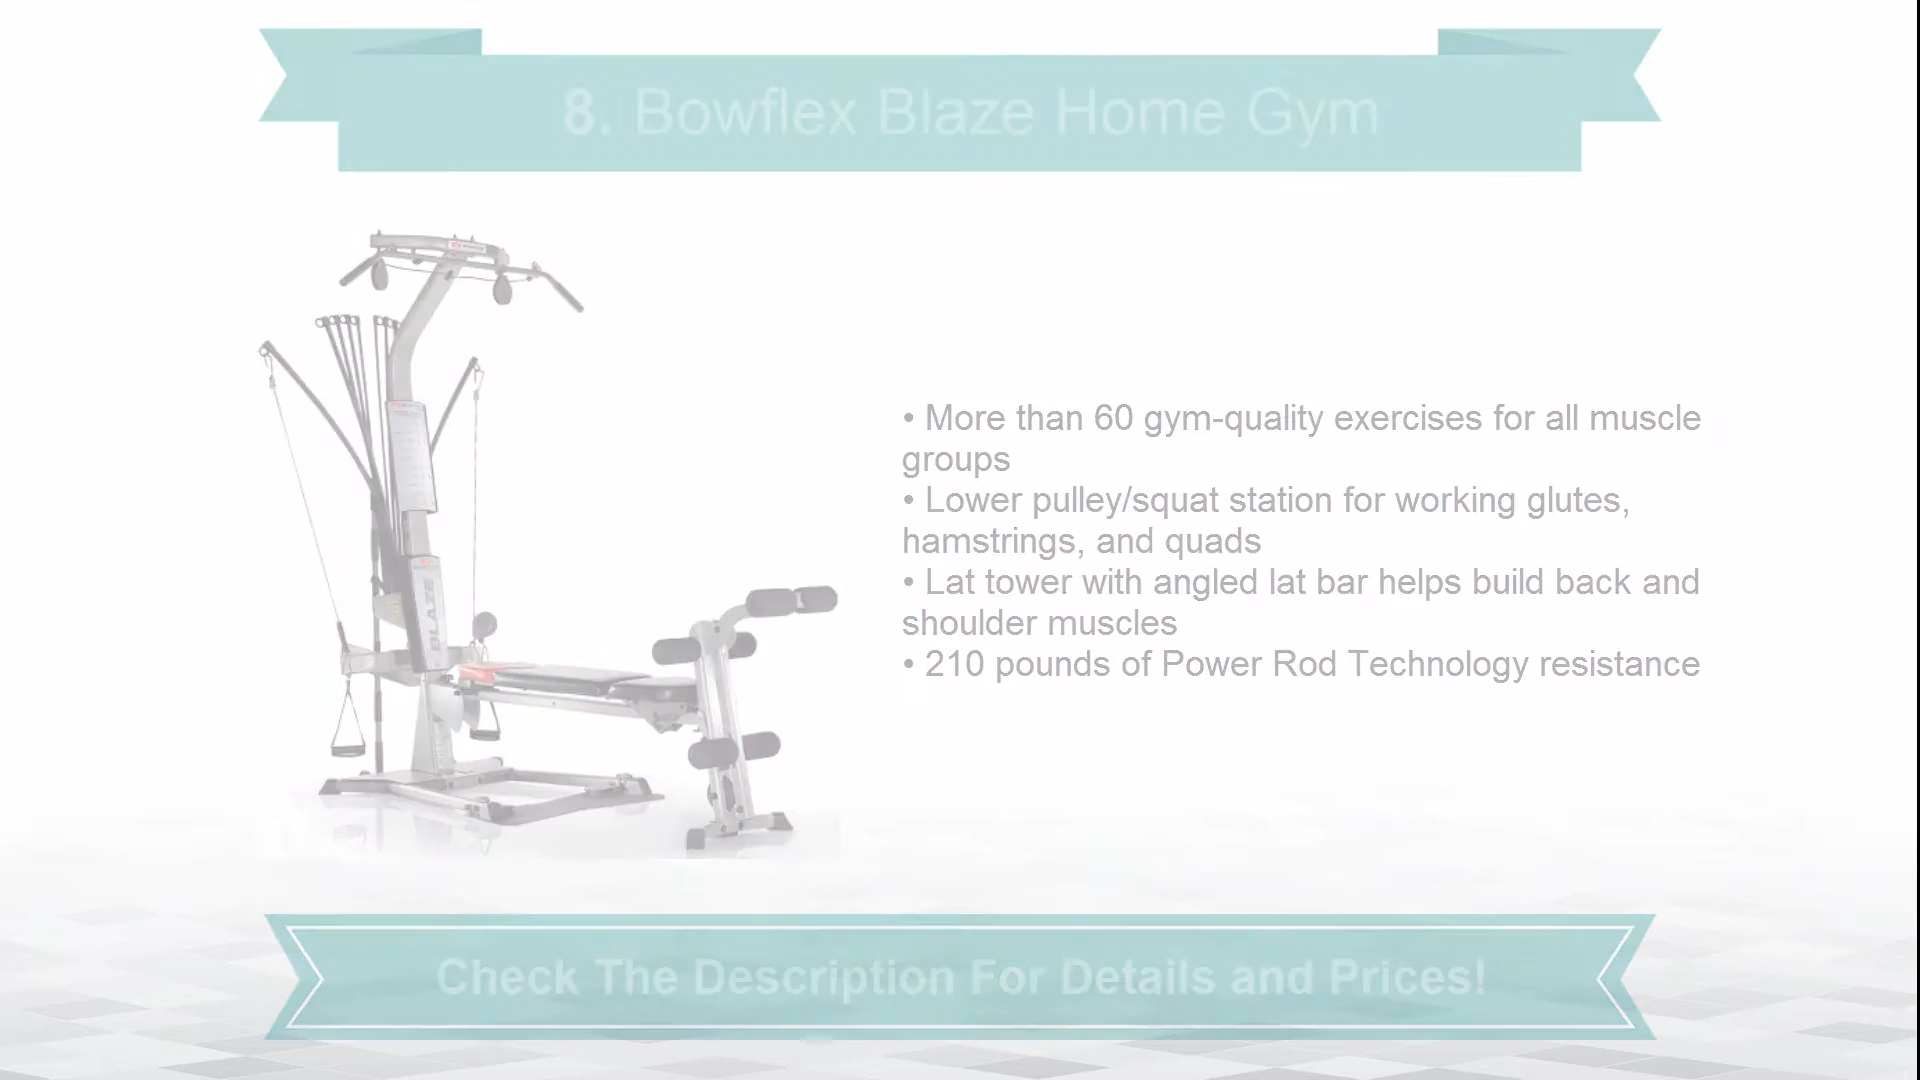 8. Bowflex Blaze Home Gym
• More than 60 gym-quality exercises for all muscle
groups
• Lower pulley/squat station for working glutes,
hamstrings, and quads
• Lat tower with angled lat bar helps build back and
shoulder muscles
• 210 pounds of Power Rod Technology resistance
BLAZE
Check The Description For Details and Prices!